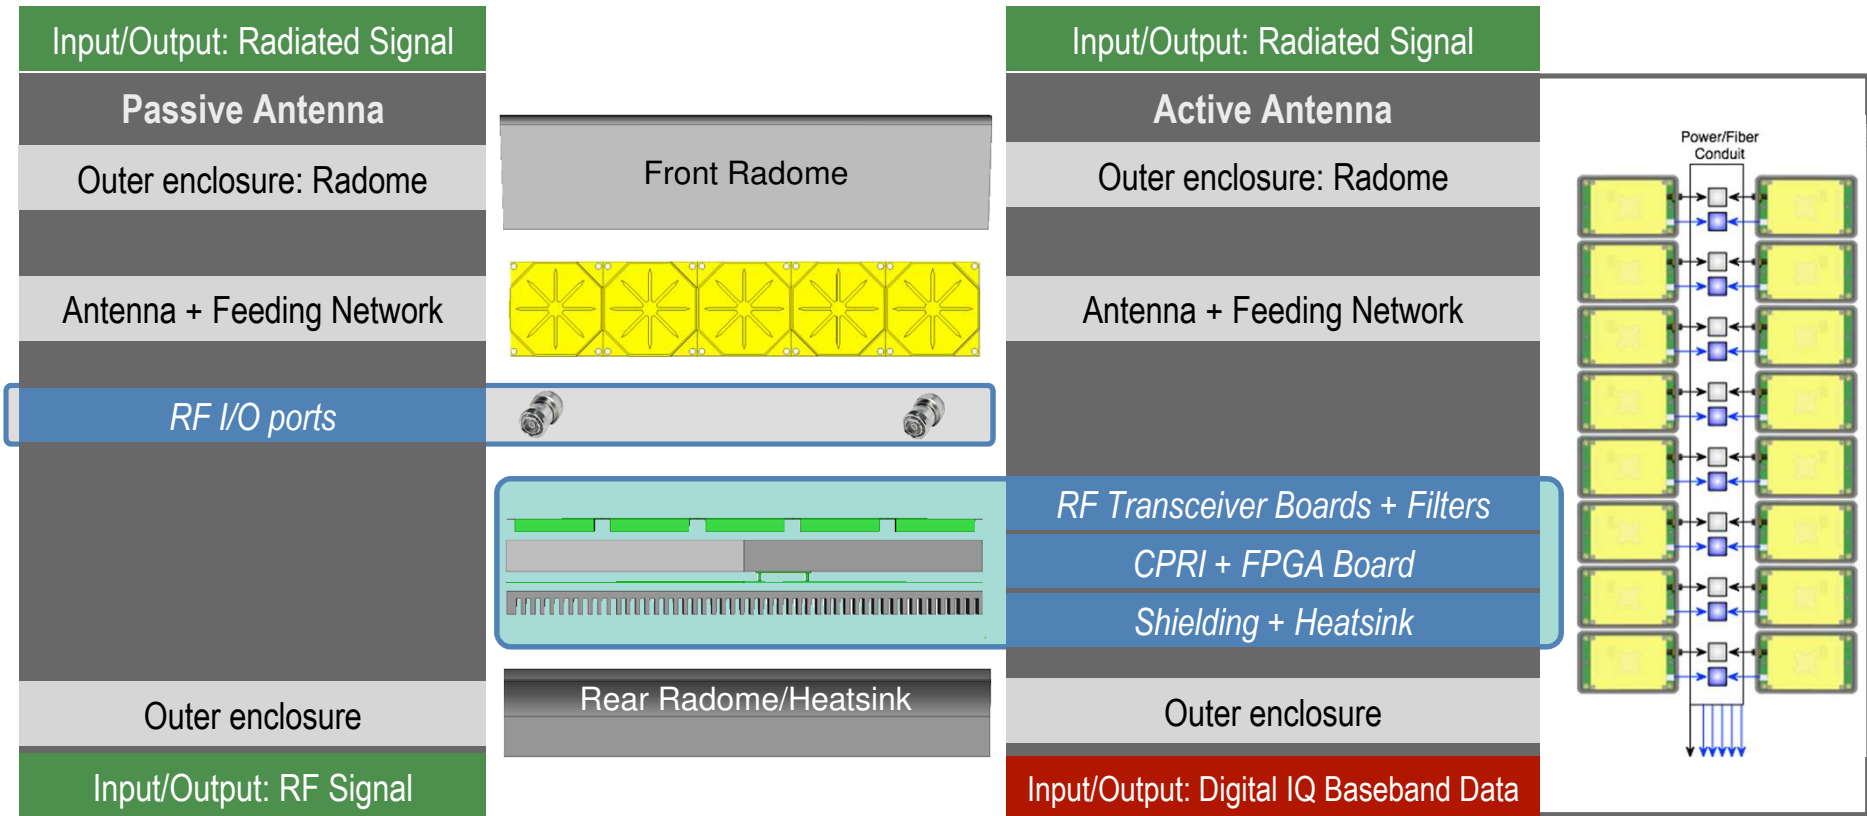 Input/Output: Radiated Signal
Passive Antenna
Outer enclosure: Radome
Antenna + Feeding Network
RF I/O ports
Outer enclosure
Input/Output: RF Signal
Front Radome
Rear Radome/Heatsink
Input/Output: Radiated Signal
Active Antenna
Outer enclosure: Radome
Antenna + Feeding Network
RF Transceiver Boards + Filters
CPRI + FPGA Board
Shielding + Heatsink
Outer enclosure
Input/Output: Digital IQ Baseband Data
Power/Fiber
Conduit